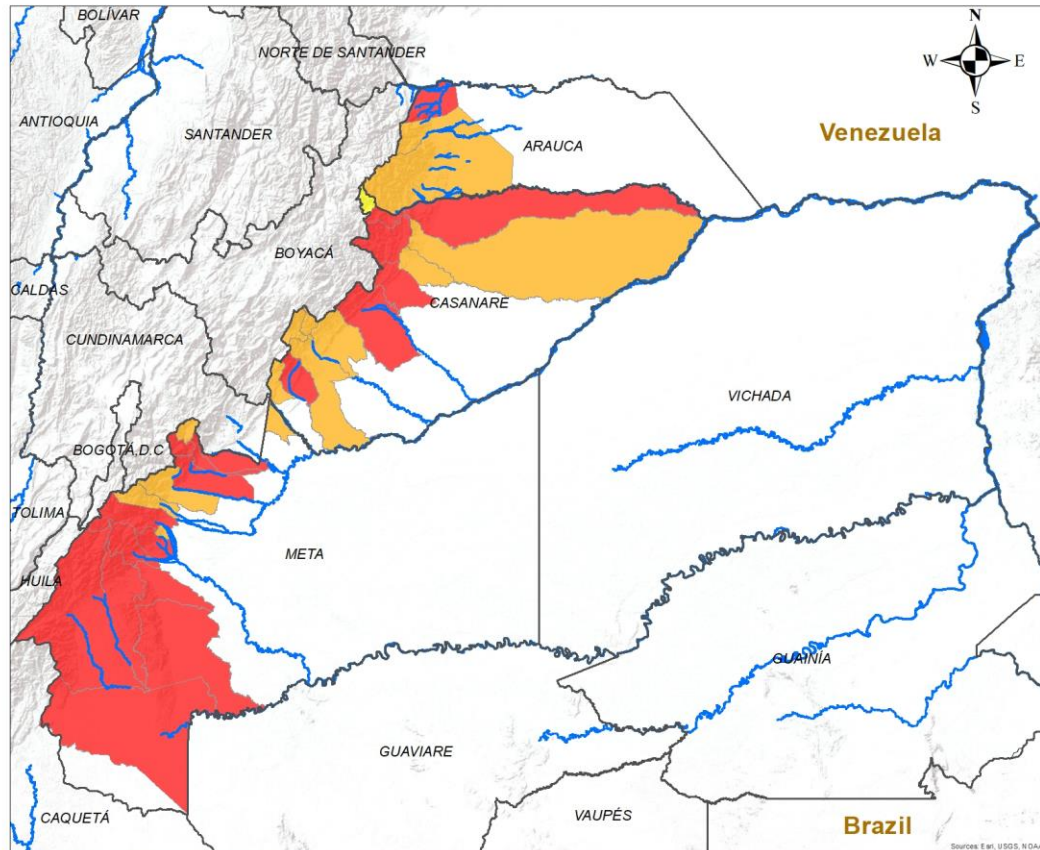 BOLÍVAR
N
NORTE DE SANTANDER
W
E
S
ANTIOQUIA
SANTANDER
Venezuela
ARAUCA
BOYACÁ
CALDAS
CASANARE
CUNDINAMARCA
VICHADA
BOGOTÁ,D.C
TOLIMA
META
HUILA
GUAINÍA
GUAVIARE
CAQUETÁ
VAUPÉS
Brazil
Sources: Esri, USGS, NOAA